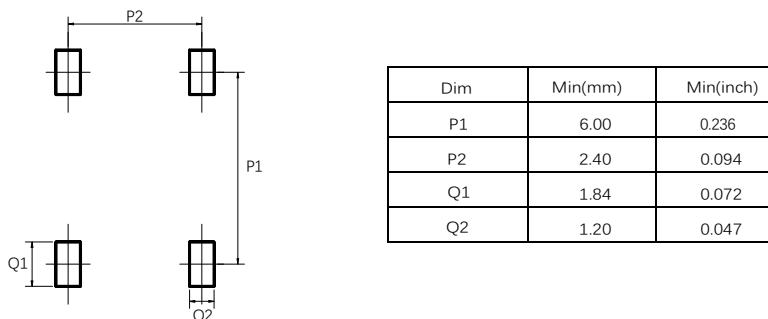 P2
P1
Q1
Q2
Dim Min(mm) Min(inch)
P1 6.00 0.236
P2 2.40 0.094
Q1 1.84 0.072
Q2 1.20 0.047